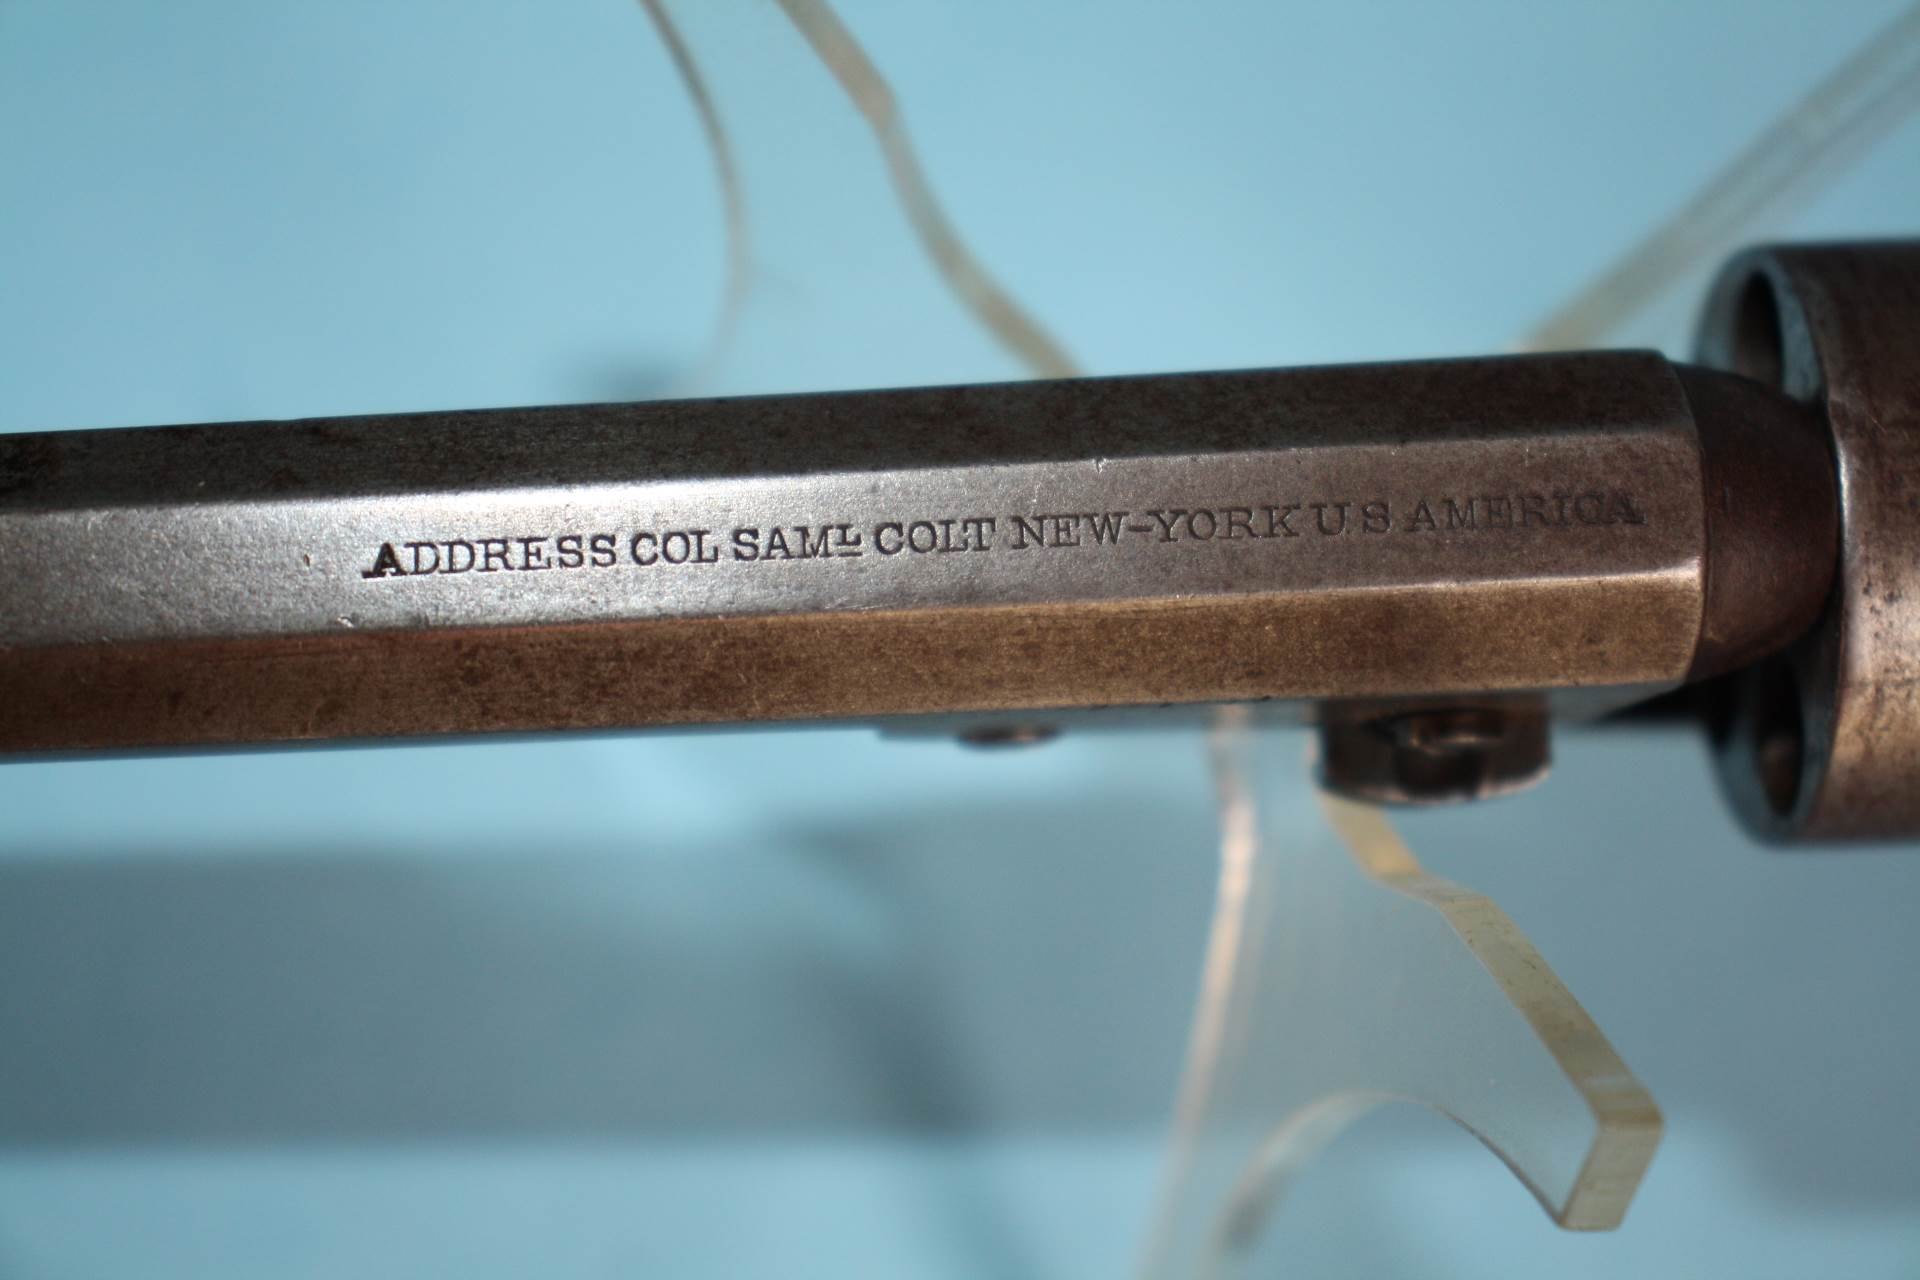 ADDRESS COL SAMᴸ COLT NEW-YORK U S AMERICA